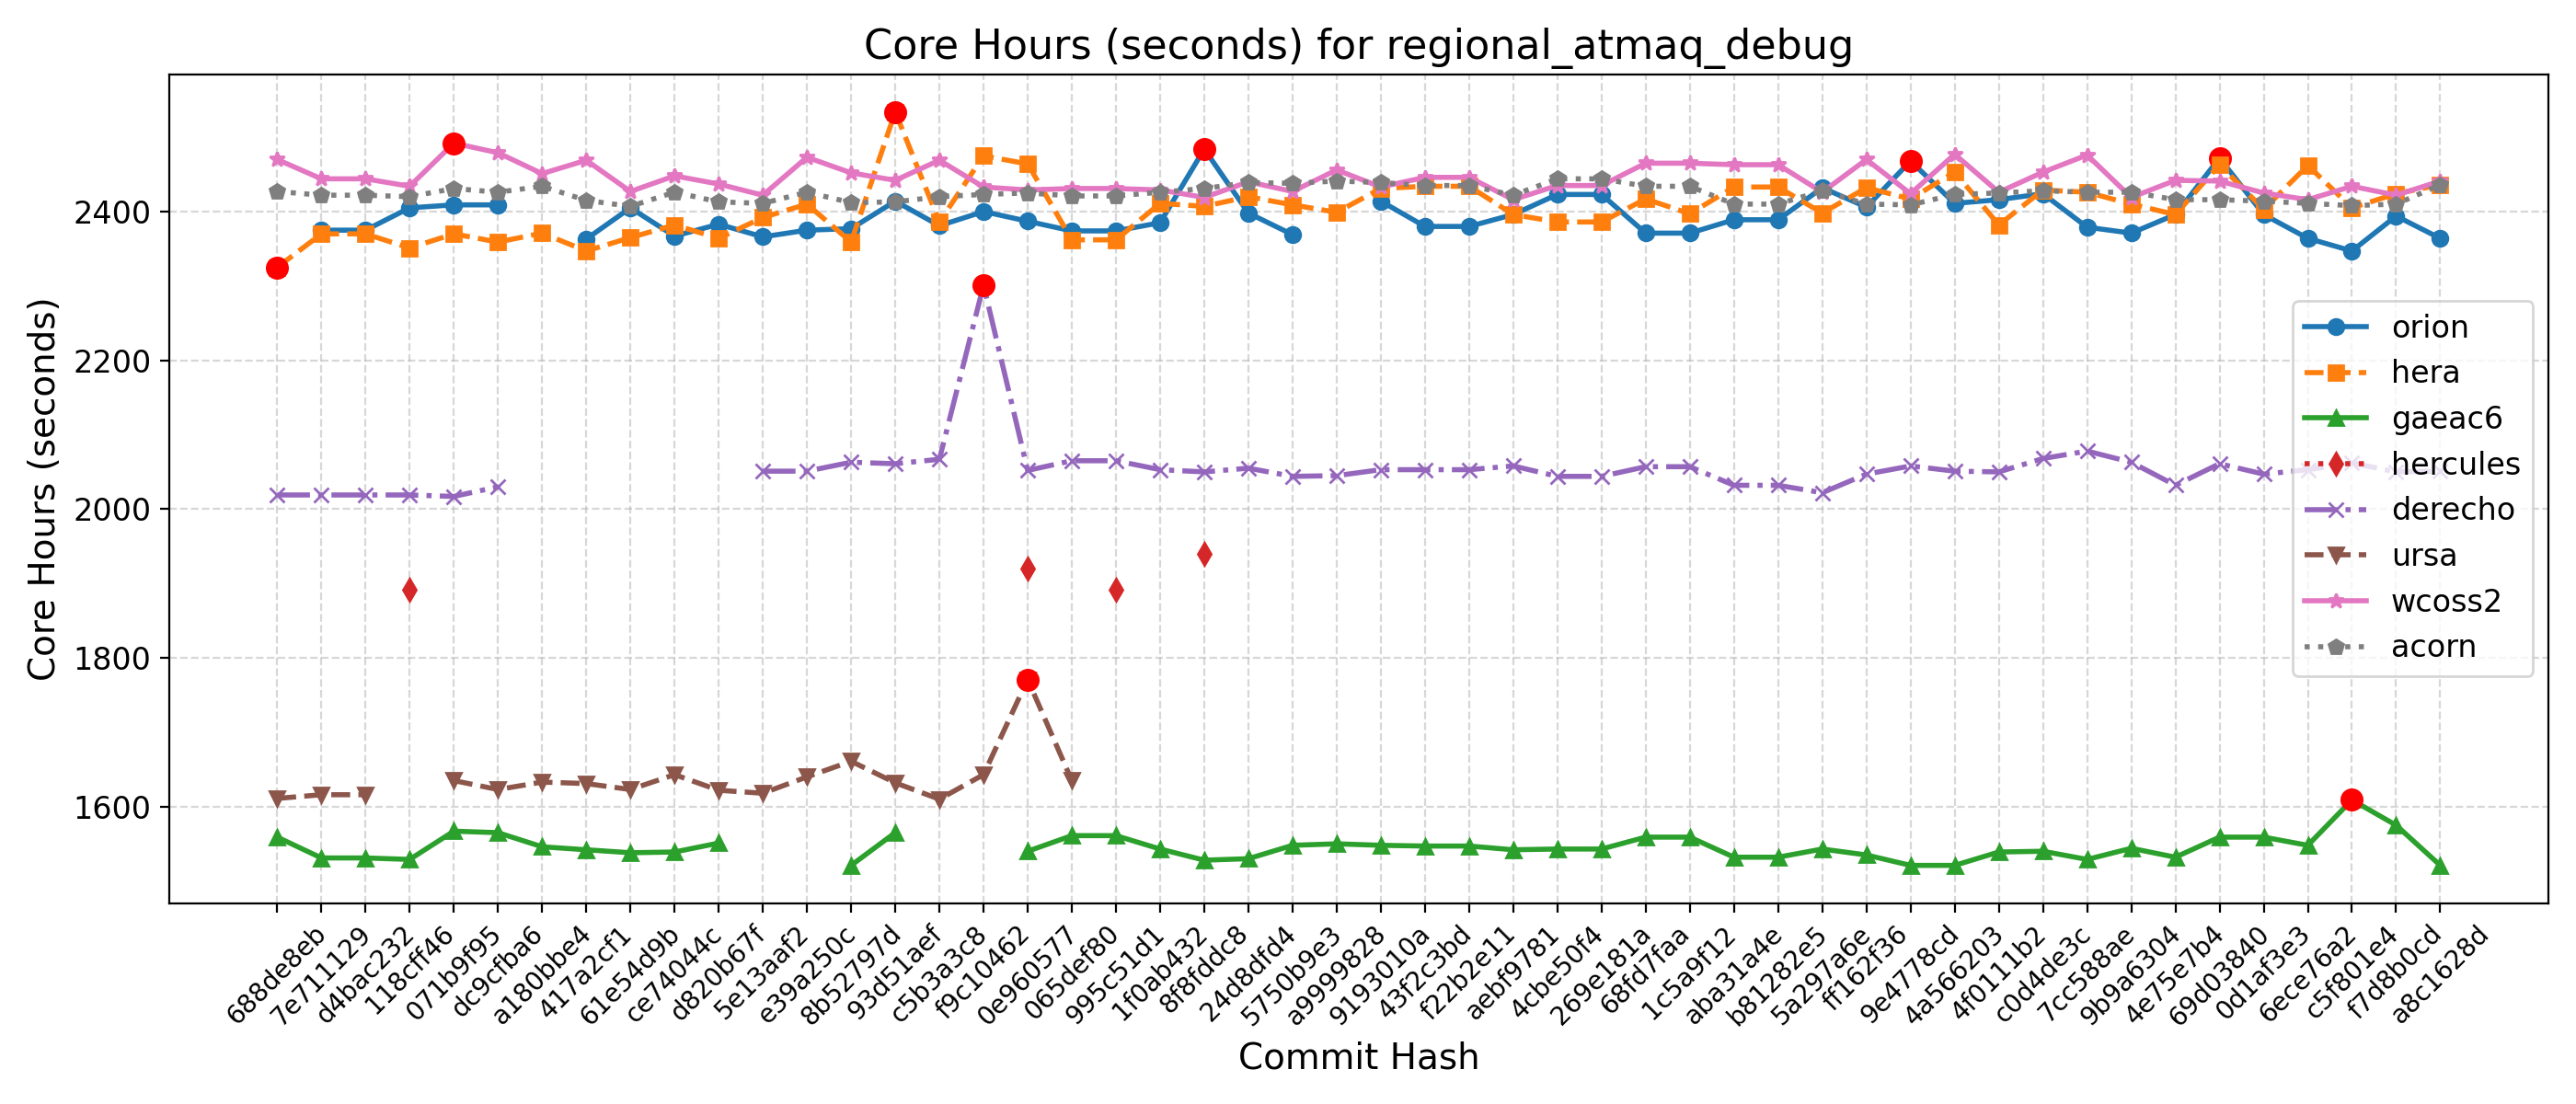 Core Hours (seconds) for regional_atmaq_debug
Core Hours (seconds)
2400
2200
2000
1800
1600
orion
hera
gaeac6
hercules
derecho
ursa
wcoss2
acorn
688de8eb
7e711129
d4bac232
118cff46
071b9f95
dc9cfba6
a180bbe4
417a2cf1
61e54d9b
ce74044c
d820b67f
5e13aaf2
e39a250c
8b52797d
93d51aef
c5b3a3c8
f9c10462
0e960577
065def80
995c51d1
1f0ab432
8f8fddc8
24d8dfd4
5750b9e3
a9999828
9193010a
43f2c3bd
f22b2e11
aebf9781
4cbe50f4
269e181a
68fd7faa
1c5a9f12
aba31a4e
b81282e5
5a297a6e
ff162f36
9e4778cd
4a566203
4f0111b2
c0d4de3c
7cc588ae
9b9a6304
4e75e7b4
69d03840
0d1af3e3
6ece76a2
c5f801e4
f7d8b0cd
a8c1628d
Commit Hash